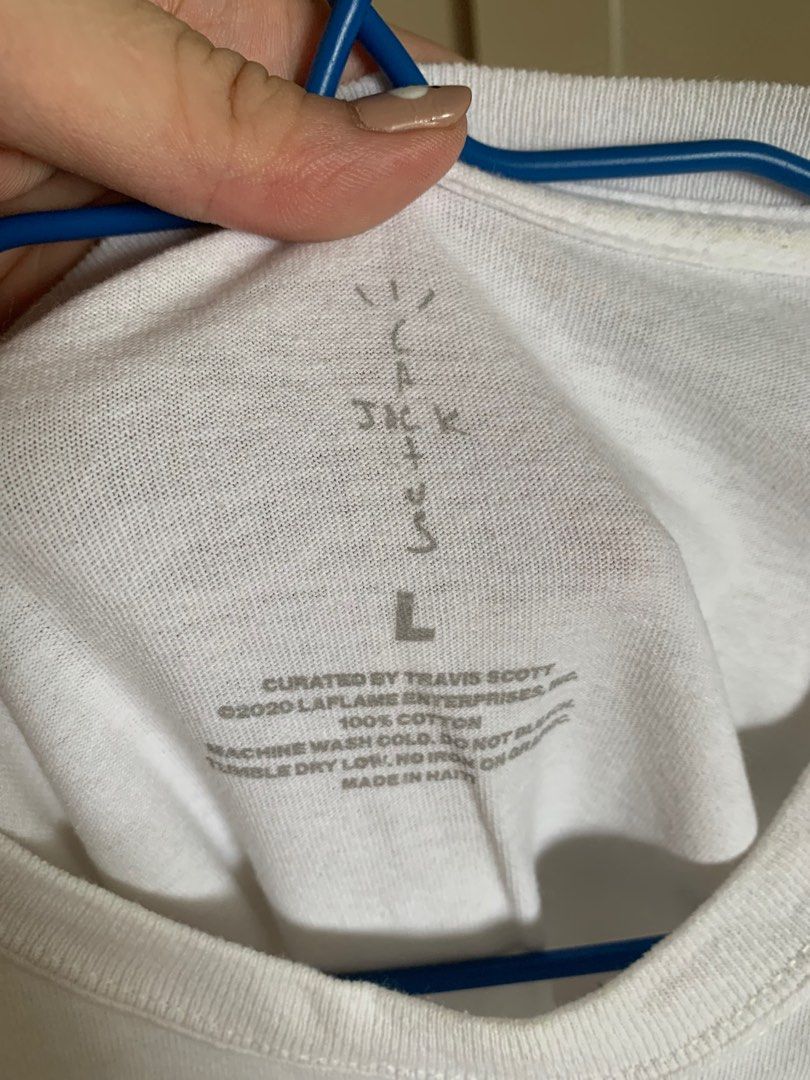 C
A
JACK
t
U
S
L
CURATED BY TRAVIS SCOTT
©2020 LAFLAME ENTERPRISES, INC.
100% COTTON
MACHINE WASH COLD. DO NOT BLEACH.
TUMBLE DRY LOW. NO IRON ON GRAPHIC.
MADE IN HAITI